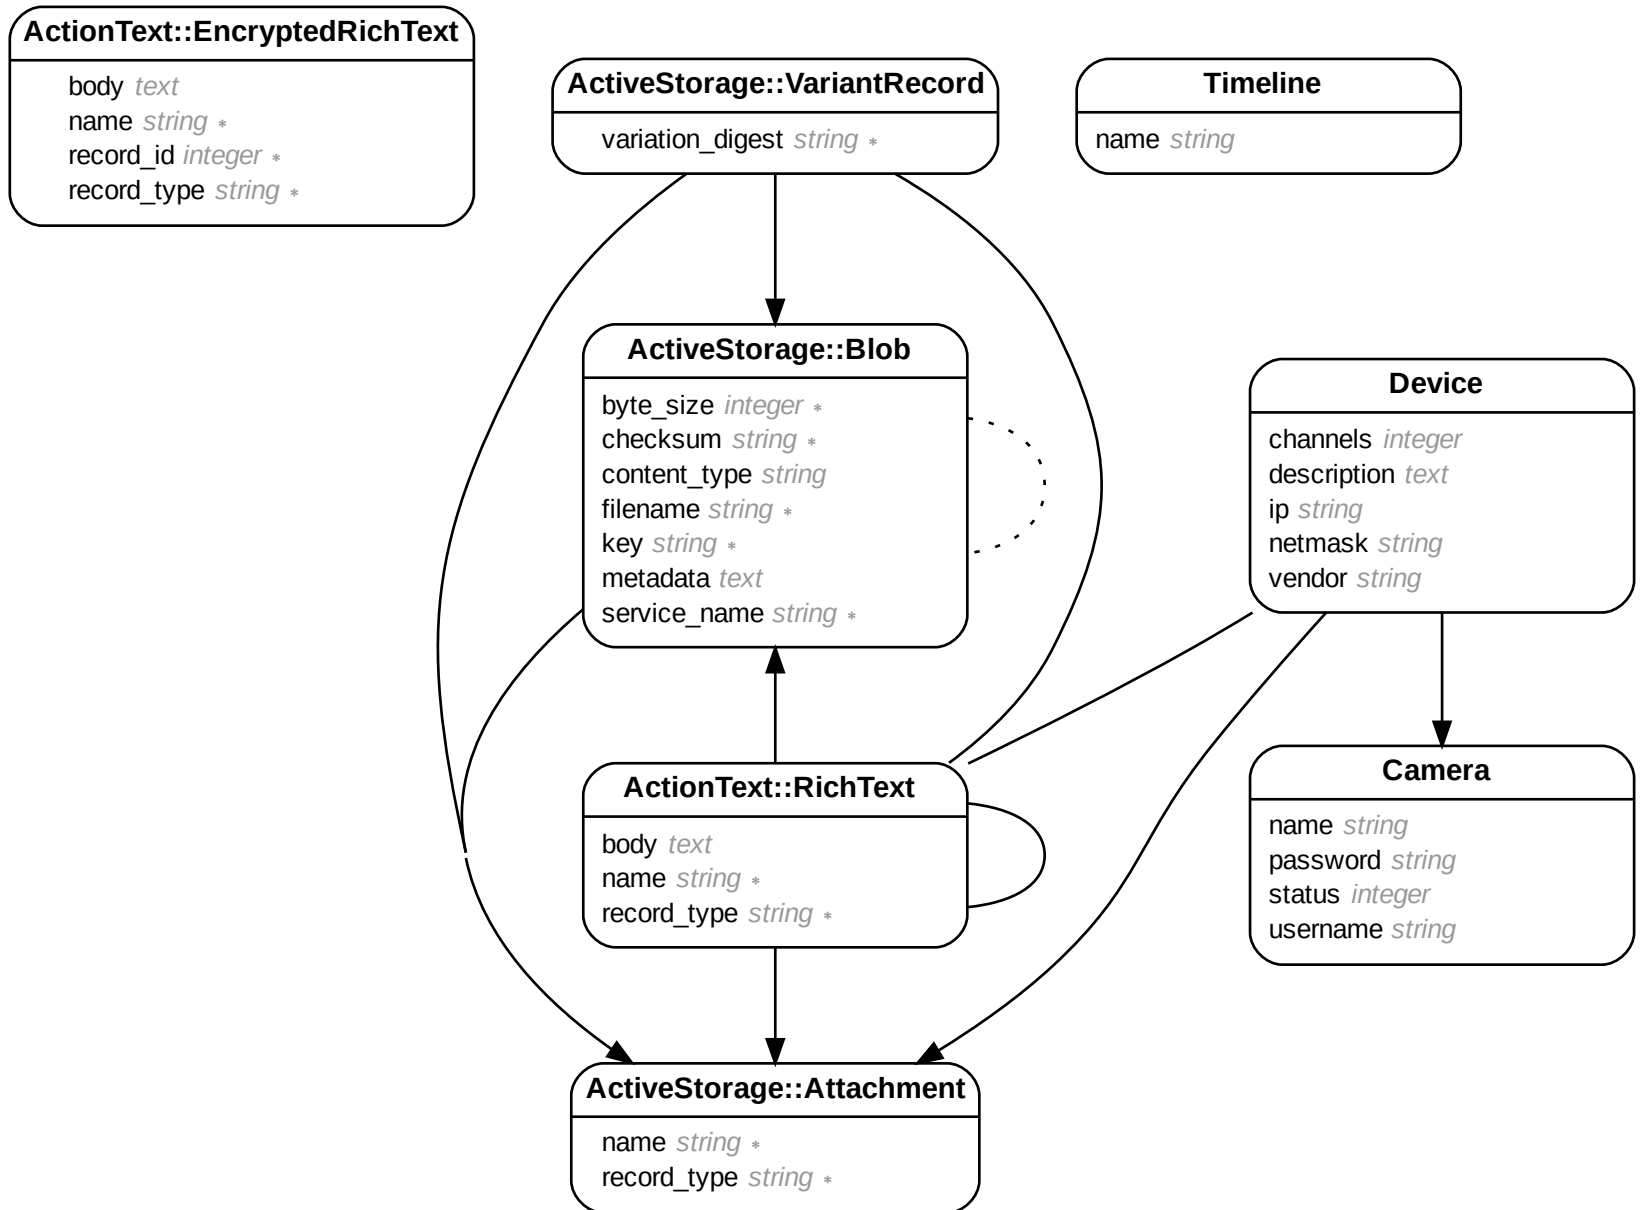 ActionText::EncryptedRichText
body text
name string *
record_id integer *
record_type string *
ActiveStorage::VariantRecord
variation_digest string *
Timeline
name string
ActiveStorage::Blob
byte_size integer *
checksum string *
content_type string
filename string *
key string *
metadata text
service_name string *
Device
channels integer
description text
ip string
netmask string
vendor string
ActionText::RichText
body text
name string *
record_type string *
Camera
name string
password string
status integer
username string
ActiveStorage::Attachment
name string *
record_type string *